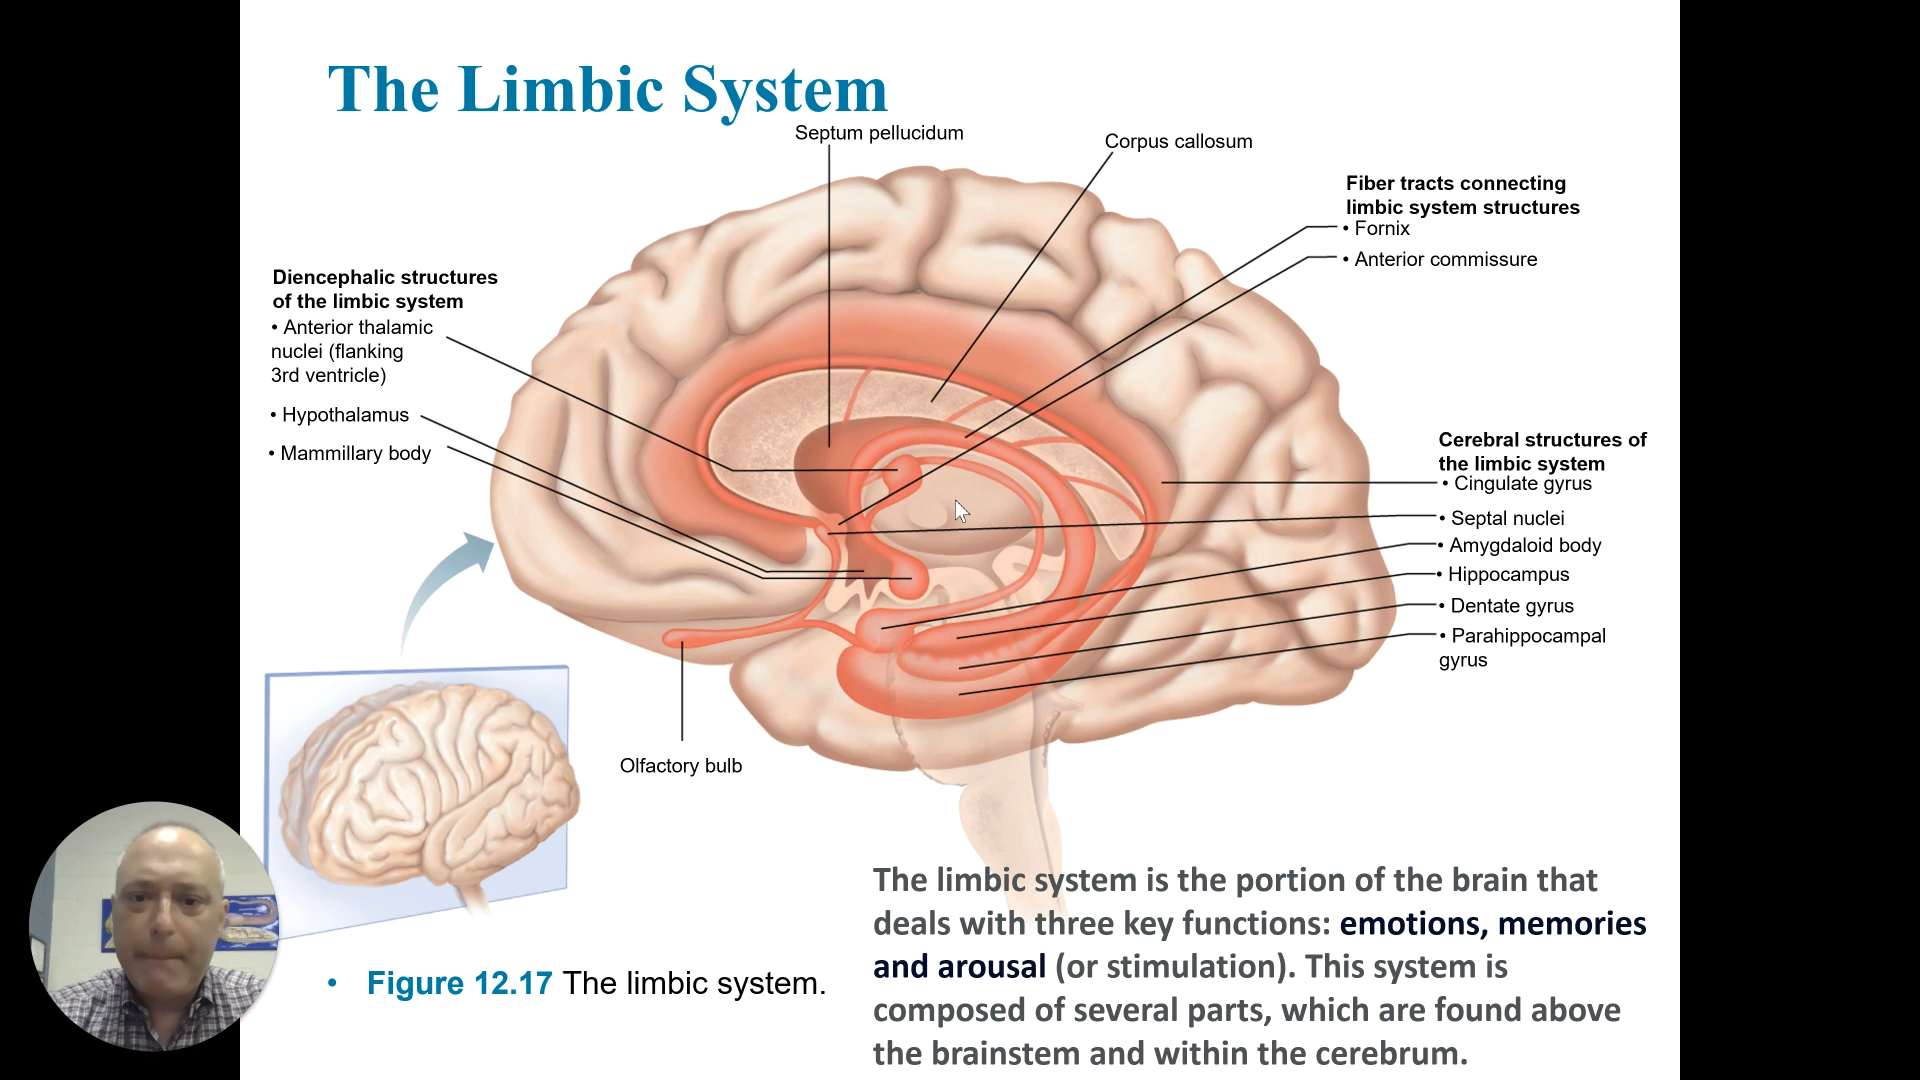 The Limbic System
Septum pellucidum
Corpus callosum
Fiber tracts connecting
limbic system structures
• Fornix
• Anterior commissure
Diencephalic structures
of the limbic system
• Anterior thalamic
nuclei (flanking
3rd ventricle)
• Hypothalamus
• Mammillary body
Cerebral structures of
the limbic system
• Cingulate gyrus
• Septal nuclei
• Amygdaloid body
• Hippocampus
• Dentate gyrus
• Parahippocampal
gyrus
Olfactory bulb
• Figure 12.17 The limbic system.
The limbic system is the portion of the brain that
deals with three key functions: emotions, memories
and arousal (or stimulation). This system is
composed of several parts, which are found above
the brainstem and within the cerebrum.